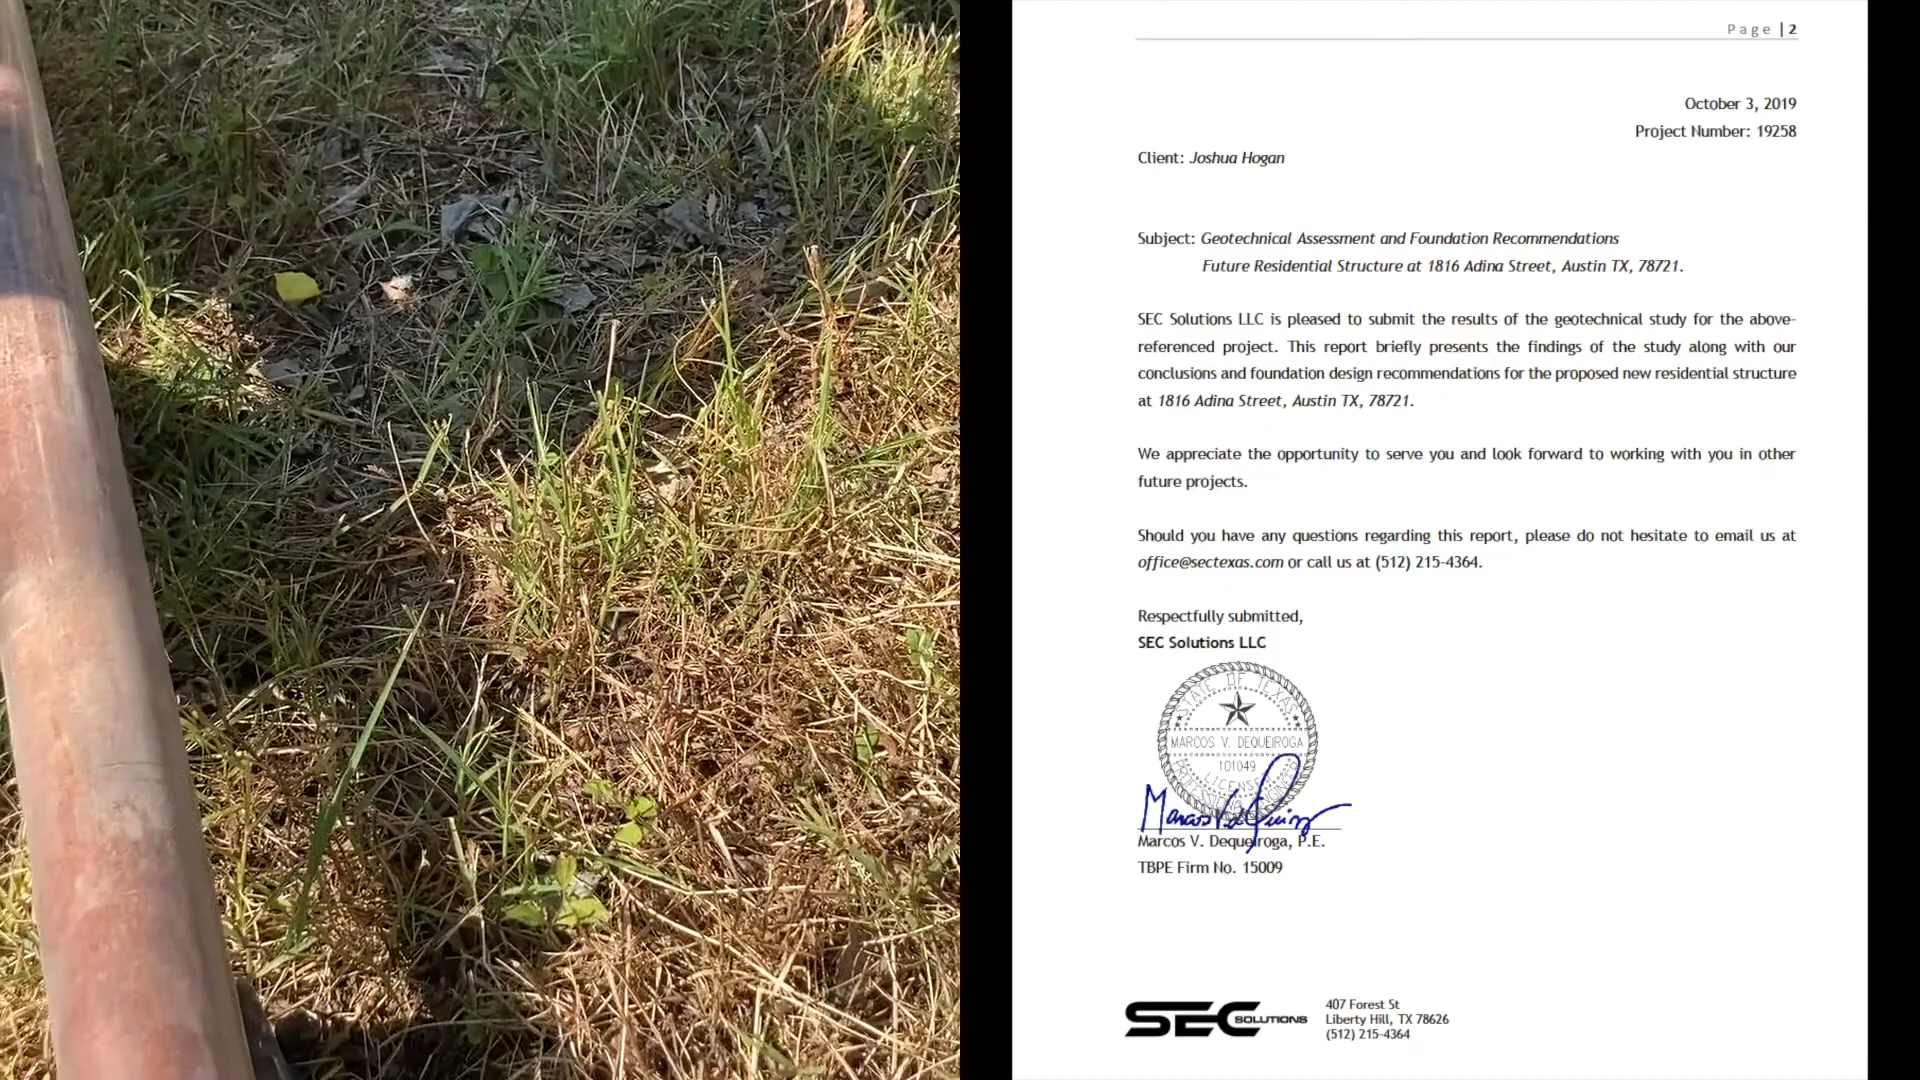 Page | 2
October 3, 2019
Project Number: 19258
Client: Joshua Hogan
Subject: Geotechnical Assessment and Foundation Recommendations
Future Residential Structure at 1816 Adina Street, Austin TX, 78721.
SEC Solutions LLC is pleased to submit the results of the geotechnical study for the above-
referenced project. This report briefly presents the findings of the study along with our
conclusions and foundation design recommendations for the proposed new residential structure
at 1816 Adina Street, Austin TX, 78721.
We appreciate the opportunity to serve you and look forward to working with you in other
future projects.
Should you have any questions regarding this report, please do not hesitate to email us at
office@sectexas.com or call us at (512) 215-4364.
Respectfully submitted,
SEC Solutions LLC
STATE OF TEXAS
MARCOS V. DEQUEIROGA
101049
LICENSED
Marcos V. Dequeiroga, P.E.
TBPE Firm No. 15009
SEC SOLUTIONS
407 Forest St
Liberty Hill, TX 78626
(512) 215-4364